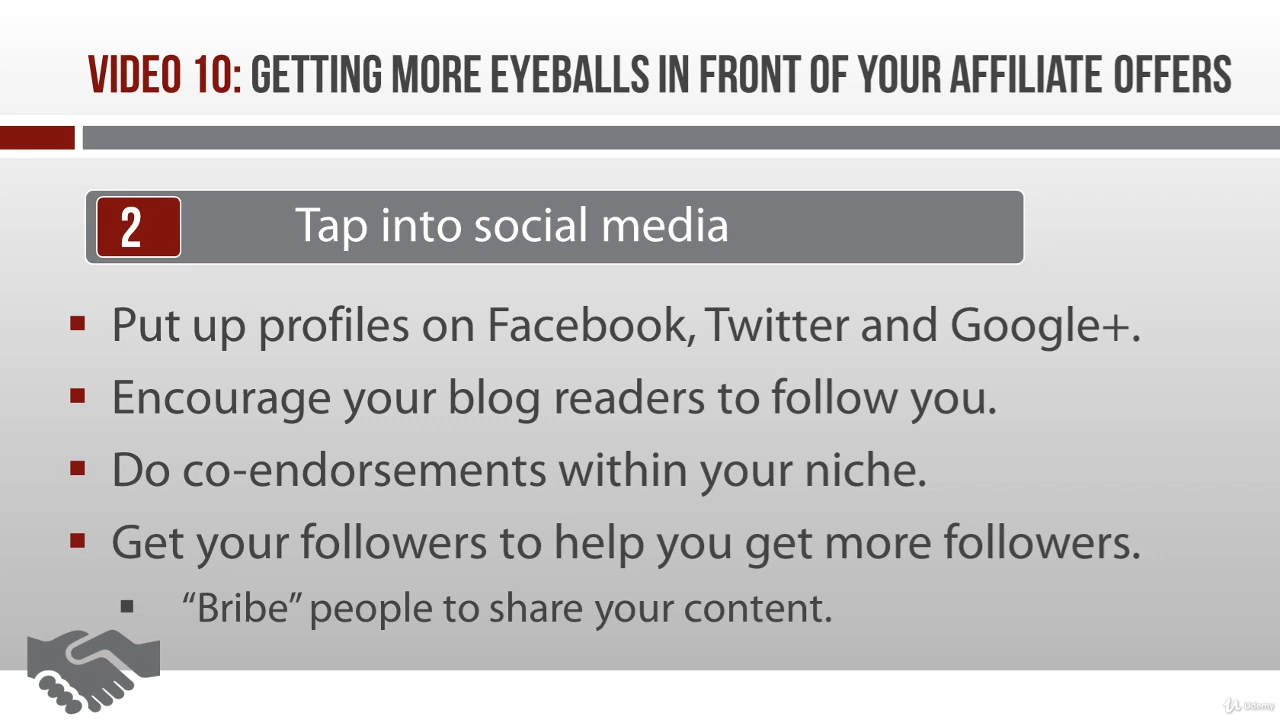 VIDEO 10: GETTING MORE EYEBALLS IN FRONT OF YOUR AFFILIATE OFFERS
2 Tap into social media
▪ Put up profiles on Facebook, Twitter and Google+.
▪ Encourage your blog readers to follow you.
▪ Do co-endorsements within your niche.
▪ Get your followers to help you get more followers.
▪ “Bribe” people to share your content.
Udemy